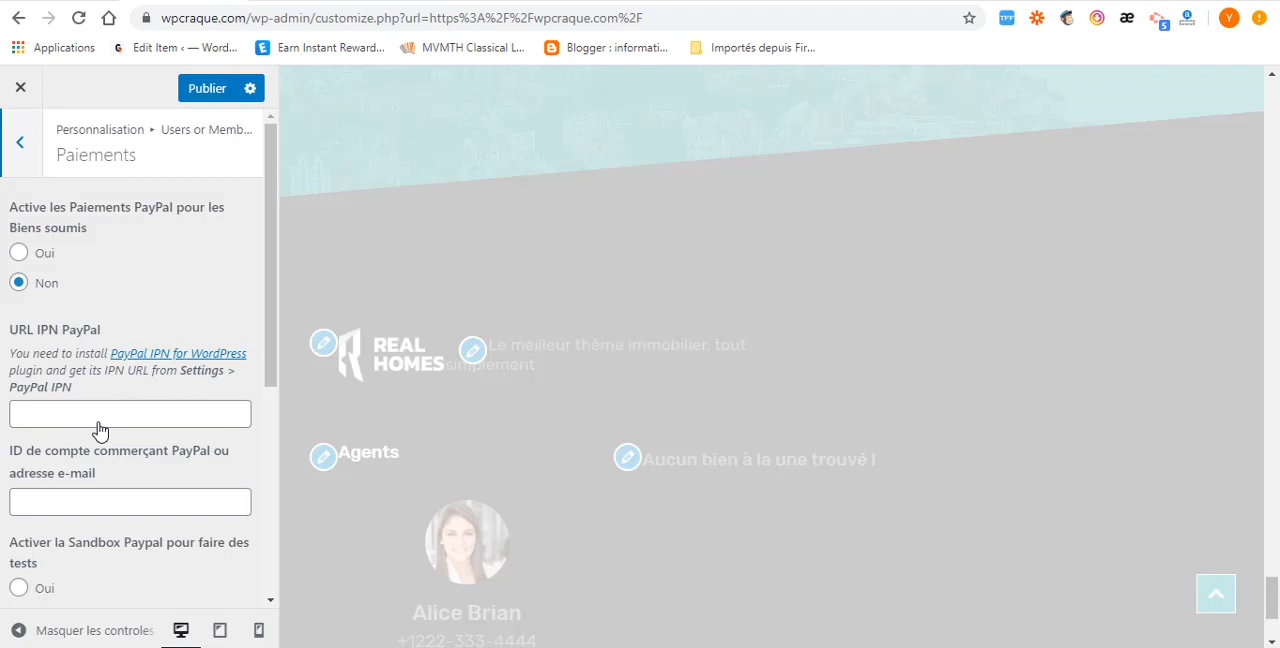 wpcraque.com/wp-admin/customize.php?url=https%3A%2F%2Fwpcraque.com%2F
TFF
æ
5
Y
Applications
G
Edit Item ‹ — Word...
Earn Instant Reward...
MVMTH Classical L...
Blogger : informati...
Importés depuis Fir...
Publier
Personnalisation ▸ Users or Memb...
Paiements
Active les Paiements PayPal pour les
Biens soumis
Oui
Non
URL IPN PayPal
You need to install PayPal IPN for WordPress
plugin and get its IPN URL from Settings >
PayPal IPN
ID de compte commerçant PayPal ou
adresse e-mail
Activer la Sandbox Paypal pour faire des
tests
Oui
Masquer les controles
REAL
HOMES
Le meilleur thème immobilier. tout
simplement
Agents
Aucun bien à la une trouvé !
Alice Brian
+1222-333-4444